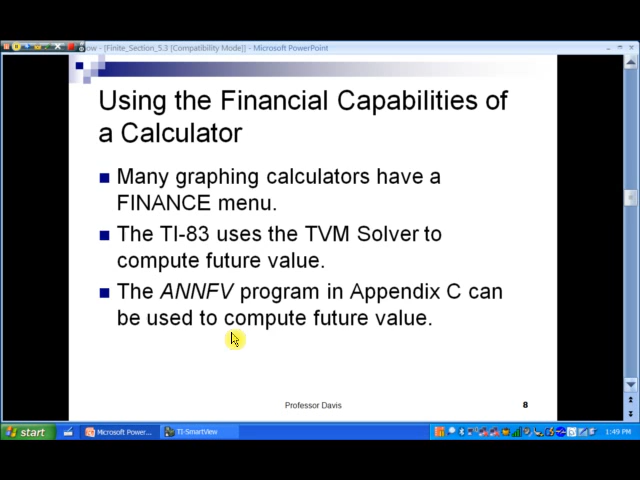 ow - [Finite_Section_5.3 [Compatibility Mode]] - Microsoft PowerPoint
Using the Financial Capabilities of
a Calculator
Many graphing calculators have a
FINANCE menu.
The TI-83 uses the TVM Solver to
compute future value.
The ANNFV program in Appendix C can
be used to compute future value.
Professor Davis
8
start
Microsoft PowerP...
TI-SmartView
1:49 PM